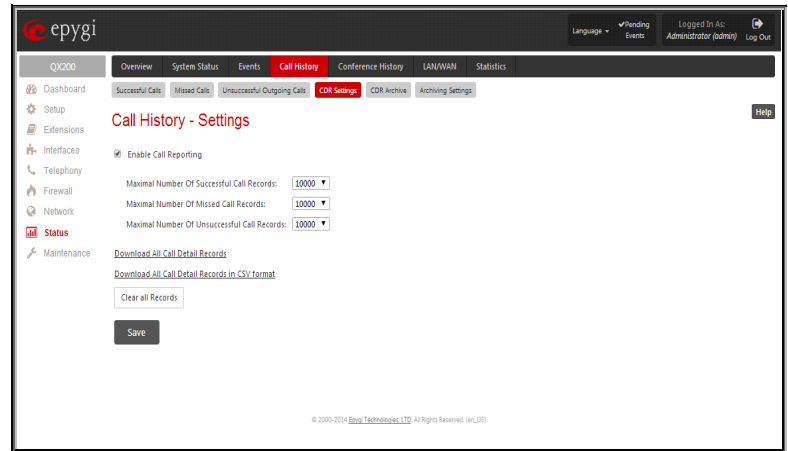 epygi
Language
Pending Events
Logged In As:
Administrator (admin)
Log Out
QX200
Overview System Status Events Call History Conference History LAN/WAN Statistics
Successful Calls Missed Calls Unsuccessful Outgoing Calls CDR Settings CDR Archive Archiving Settings
Dashboard
Setup
Extensions
Interfaces
Telephony
Firewall
Network
Status
Maintenance
Call History - Settings
Help
Enable Call Reporting
Maximal Number Of Successful Call Records: 10000
Maximal Number Of Missed Call Records: 10000
Maximal Number Of Unsuccessful Call Records: 10000
Download All Call Detail Records
Download All Call Detail Records in CSV format
Clear all Records
Save
© 2000-2014 Epygi Technologies, LTD. All Rights Reserved. (en_US)